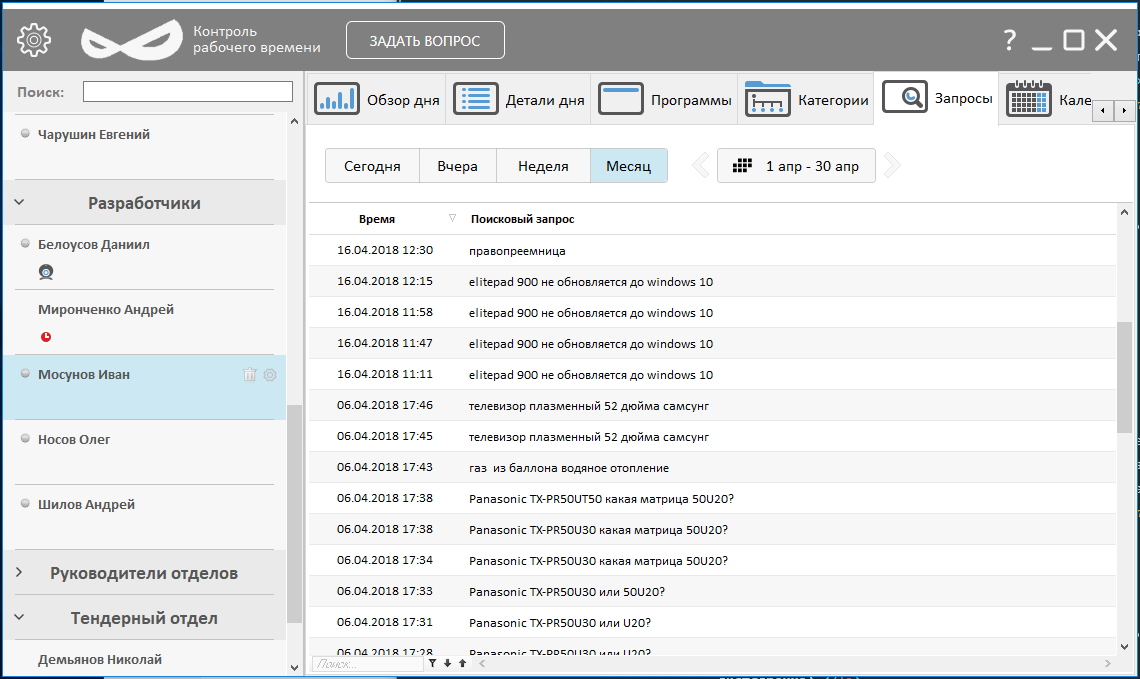 Контроль
рабочего времени
ЗАДАТЬ ВОПРОС
?
Поиск:
Чарушин Евгений
Разработчики
Белоусов Даниил
Миронченко Андрей
Мосунов Иван
Носов Олег
Шилов Андрей
Руководители отделов
Тендерный отдел
Демьянов Николай
Обзор дня
Детали дня
Программы
Категории
Запросы
Кале
Сегодня
Вчера
Неделя
Месяц
1 апр - 30 апр
Время Поисковый запрос
16.04.2018 12:30 правопреемница
16.04.2018 12:15 elitepad 900 не обновляется до windows 10
16.04.2018 11:58 elitepad 900 не обновляется до windows 10
16.04.2018 11:47 elitepad 900 не обновляется до windows 10
16.04.2018 11:11 elitepad 900 не обновляется до windows 10
06.04.2018 17:46 телевизор плазменный 52 дюйма самсунг
06.04.2018 17:45 телевизор плазменный 52 дюйма самсунг
06.04.2018 17:43 газ  из баллона водяное отопление
06.04.2018 17:38 Panasonic TX-PR50UT50 какая матрица 50U20?
06.04.2018 17:38 Panasonic TX-PR50U30 какая матрица 50U20?
06.04.2018 17:34 Panasonic TX-PR50U30 какая матрица 50U20?
06.04.2018 17:33 Panasonic TX-PR50U30 или 50U20?
06.04.2018 17:31 Panasonic TX-PR50U30 или U20?
06.04.2018 17:28 Panasonic TX-PR50U30 или U20?
Поиск...